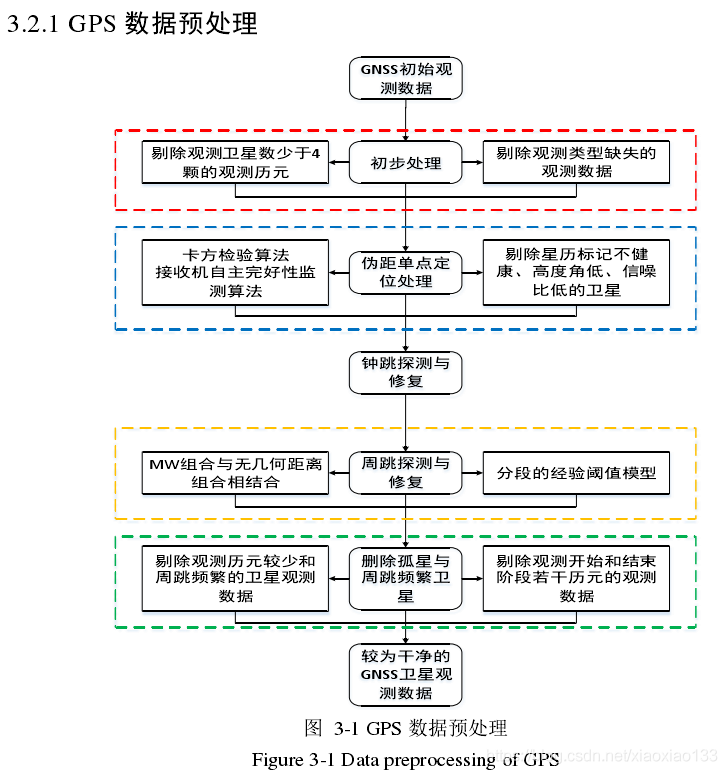 3.2.1 GPS 数据预处理
GNSS初始观
测数据
剔除观测卫星数少于4
颗的观测历元
初步处理
剔除观测类型缺失的
观测数据
卡方检验算法
接收机自主完好性监
测算法
伪距单点定
位处理
剔除星历标记不健
康、高度角低、信噪
比低的卫星
钟跳探测与
修复
MW组合与无几何距离
组合相结合
周跳探测与
修复
分段的经验阈值模型
剔除观测历元较少和
周跳频繁的卫星观测
数据
删除孤星与
周跳频繁卫
星
剔除观测开始和结束
阶段若干历元的观测
数据
较为干净的
GNSS卫星观
测数据
图 3-1 GPS 数据预处理
Figure 3-1 Data preprocessing of GPS
https://blog.csdn.net/xiaoxiao133